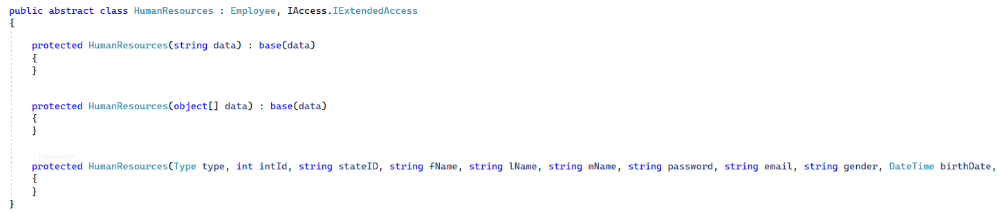 public abstract class HumanResources : Employee, IAccess.IExtendedAccess
{
protected HumanResources(string data) : base(data)
{
}
protected HumanResources(object[] data) : base(data)
{
}
2 references
protected HumanResources(Type type, int intId, string stateID, string fName, string lName, string mName, string password, string email, string gender, DateTime birthDate,
{
}
}